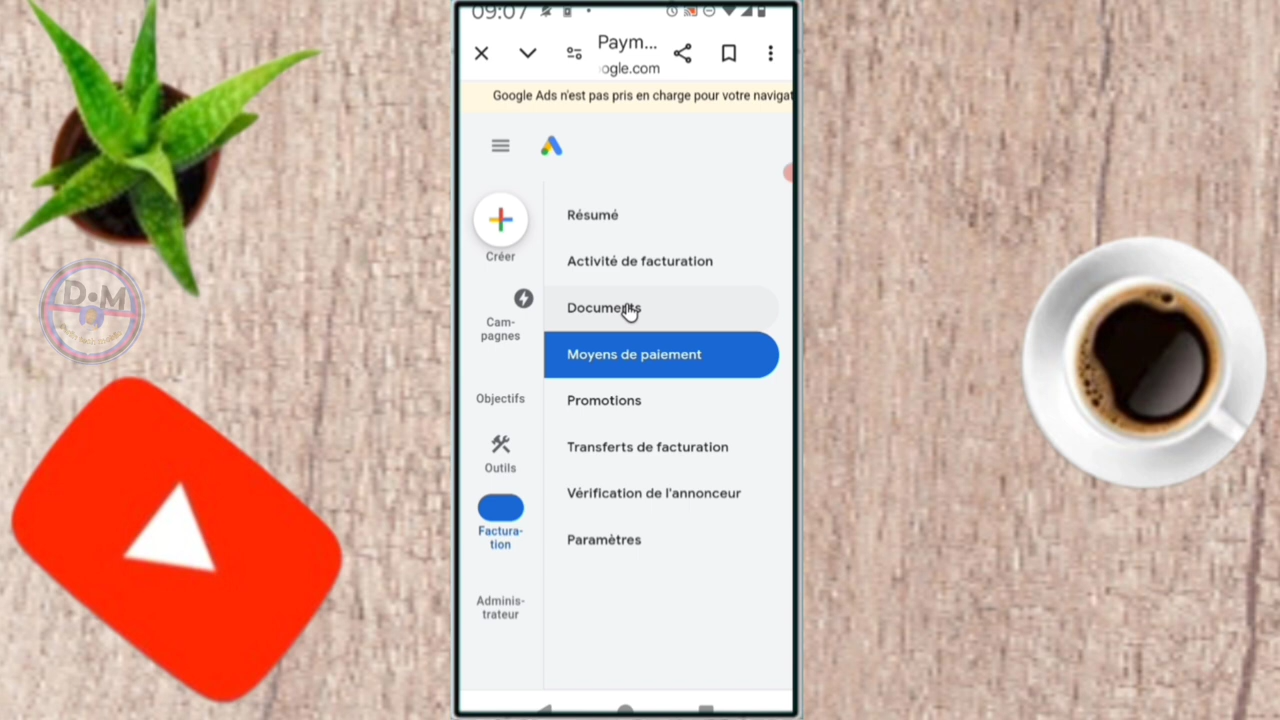 09:07
Paym...
ogle.com
Google Ads n'est pas pris en charge pour votre navigat
Résumé
Créer
Activité de facturation
Documents
Cam-
pagnes
Moyens de paiement
Objectifs
Promotions
Outils
Transferts de facturation
Vérification de l'annonceur
Factura-
tion
Paramètres
Adminis-
trateur
D•M